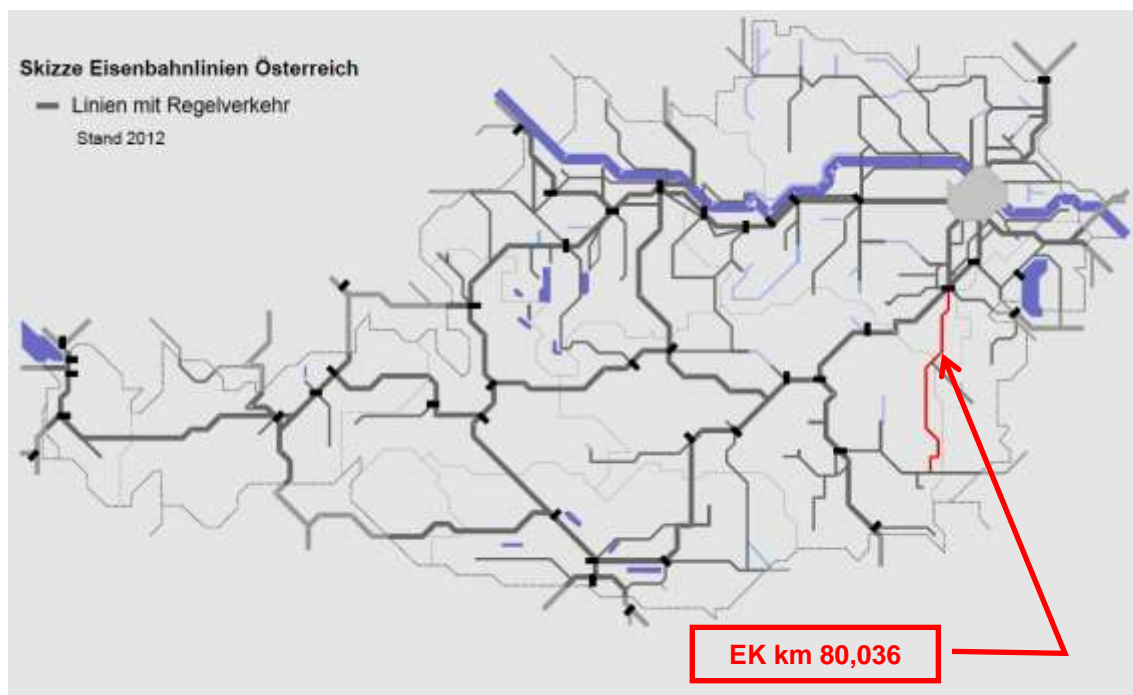 Skizze Eisenbahnlinien Österreich
Linien mit Regelverkehr
Stand 2012
EK km 80,036